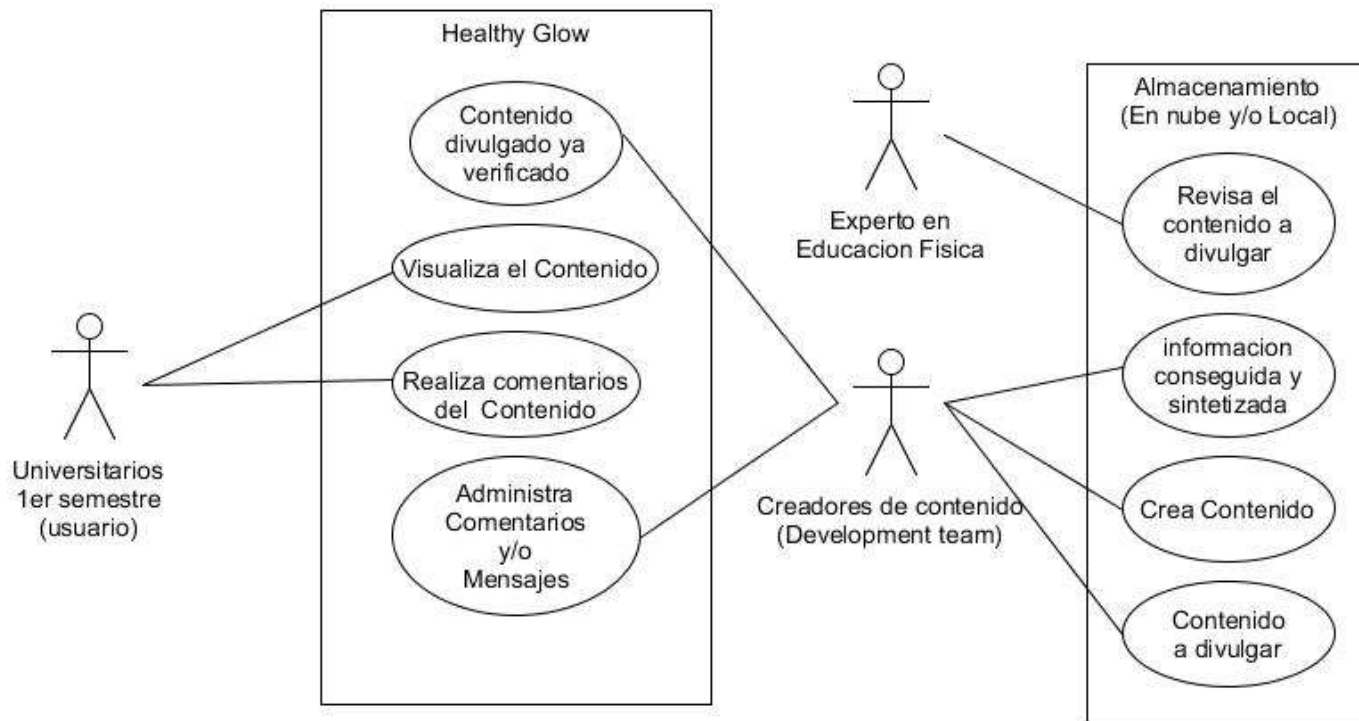 Healthy Glow
Contenido
divulgado ya
verificado
Visualiza el Contenido
Realiza comentarios
del Contenido
Administra
Comentarios
y/o
Mensajes
Universitarios
1er semestre
(usuario)
Experto en
Educacion Fisica
Creadores de contenido
(Development team)
Almacenamiento
(En nube y/o Local)
Revisa el
contenido a
divulgar
informacion
conseguida y
sintetizada
Crea Contenido
Contenido
a divulgar